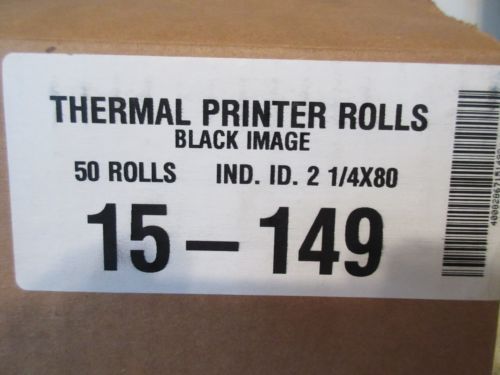 THERMAL PRINTER ROLLS
BLACK IMAGE
50 ROLLS IND. ID. 2 1/4X80
15–149